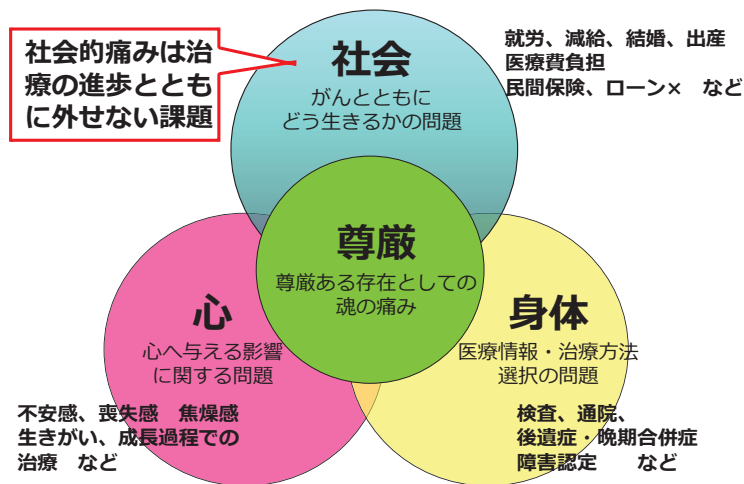 社会的痛みは治
療の進歩ととも
に外せない課題
社会
がんとともに
どう生きるかの問題
就労、減給、結婚、出産
医療費負担
民間保険、ローン×　など
尊厳
尊厳ある存在としての
魂の痛み
心
心へ与える影響
に関する問題
不安感、喪失感　焦燥感
生きがい、成長過程での
治療　など
身体
医療情報・治療方法
選択の問題
検査、通院、
後遺症・晩期合併症
障害認定　　など